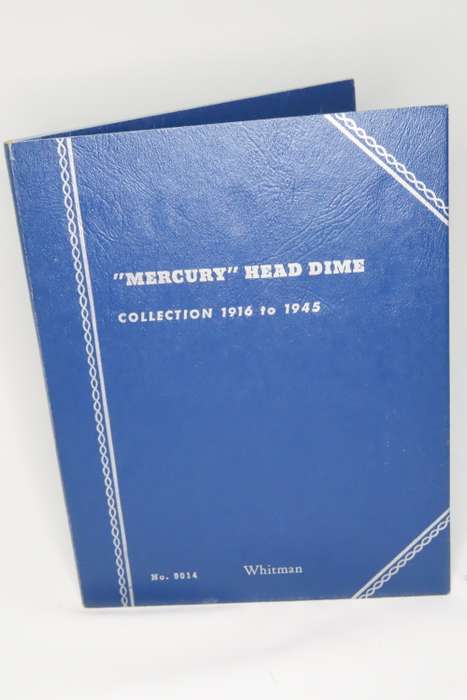 "MERCURY" HEAD DIME
COLLECTION 1916 to 1945
No. 9014 Whitman